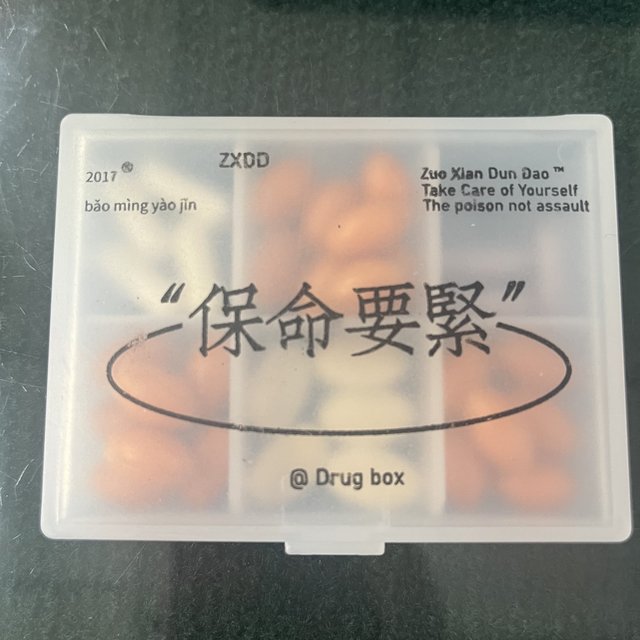 ZXDD
2017®
bǎo mìng yào jǐn
Zuo Xian Dun Dao™
Take Care of Yourself
The poison not assault
“保命要緊”
@ Drug box